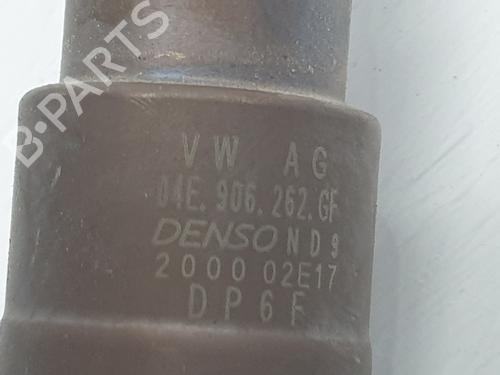 B-PARTS
VW AG
04E.906.262.GF
DENSO ND9
2000 02E17
DP6F